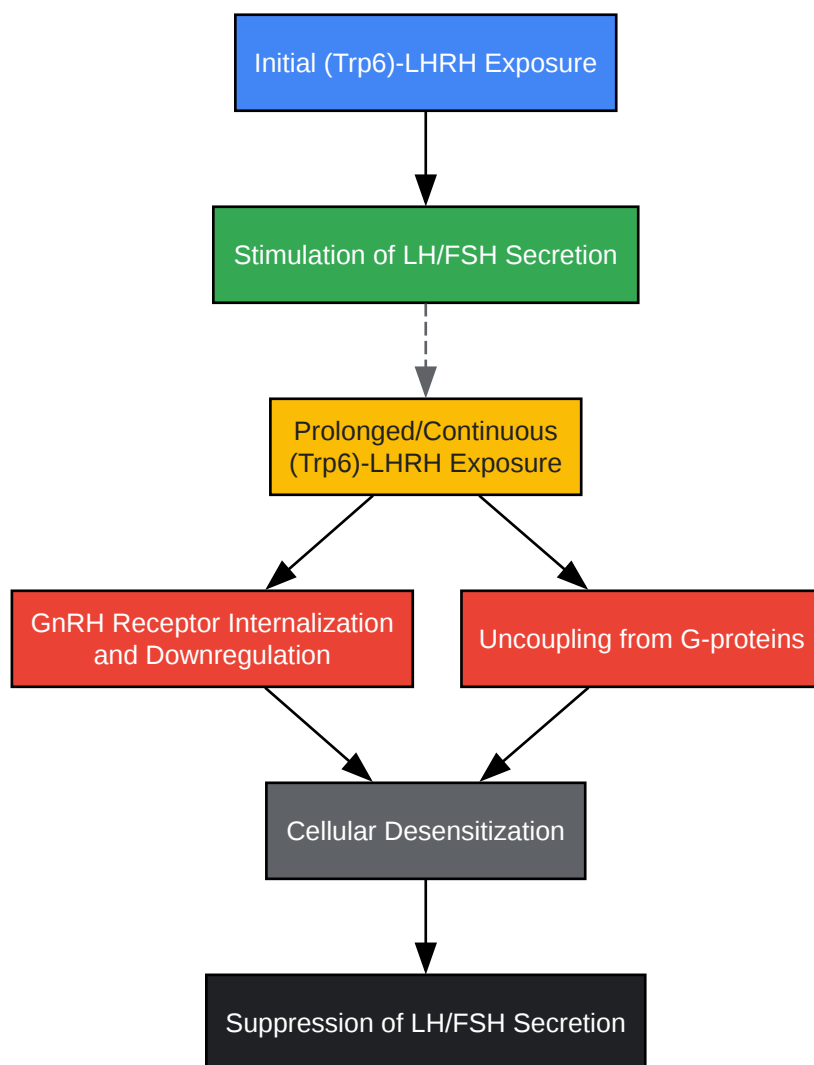 Initial (Trp6)-LHRH Exposure
Stimulation of LH/FSH Secretion
Prolonged/Continuous
(Trp6)-LHRH Exposure
GnRH Receptor Internalization
and Downregulation
Uncoupling from G-proteins
Cellular Desensitization
Suppression of LH/FSH Secretion